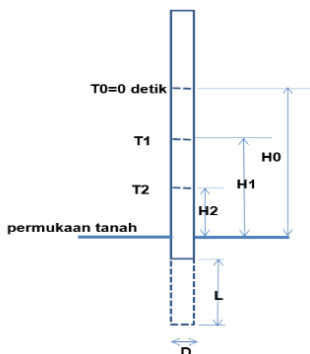 T0=0 detik
T1
H0
H1
T2
H2
permukaan tanah
L
D